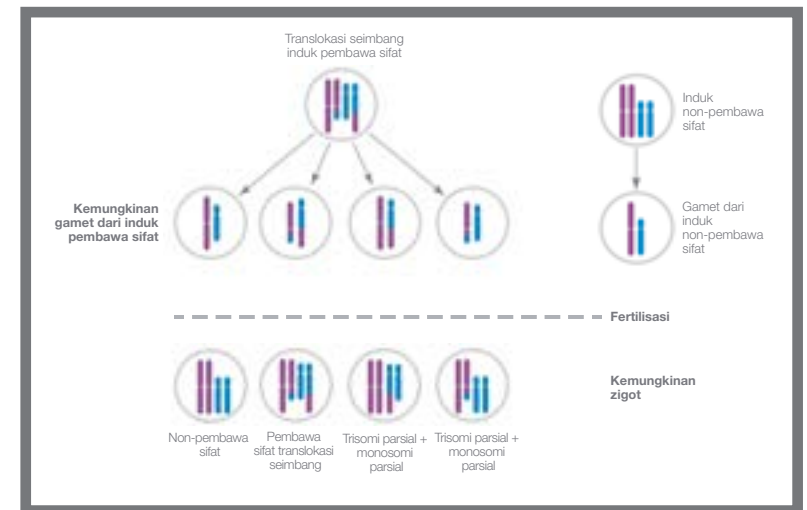 Translokasi seimbang
induk pembawa sifat
Induk
non-pembawa
sifat
Kemungkinan
gamet dari induk
pembawa sifat
Gamet dari
induk
non-pembawa
sifat
Fertilisasi
Kemungkinan
zigot
Non-pembawa
sifat
Pembawa
sifat translokasi
seimbang
Trisomi parsial +
monosomi
parsial
Trisomi parsial +
monosomi
parsial